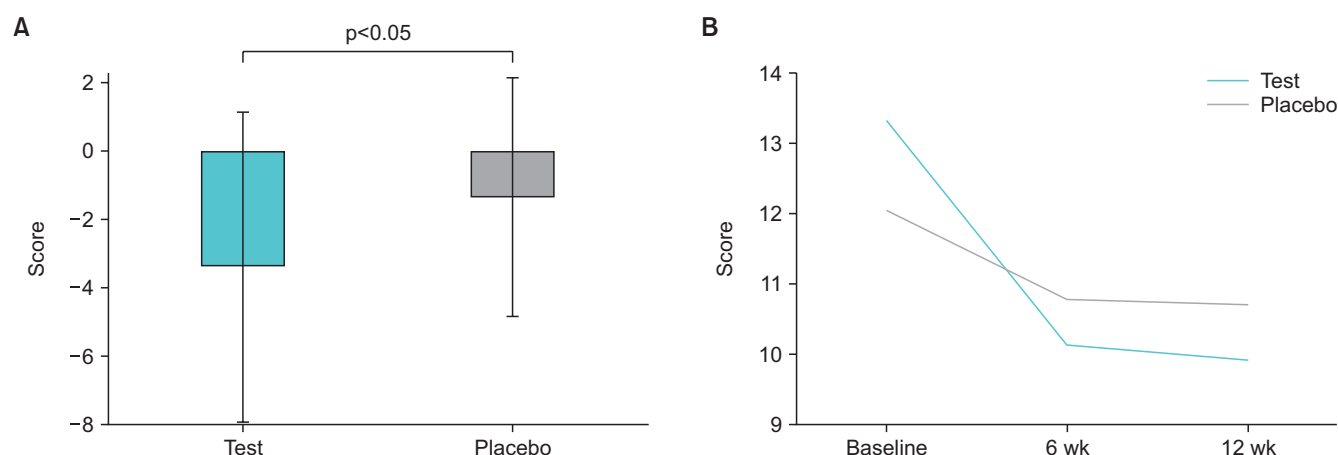 A
p<0.05
2
0
−2
−4
−6
−8
Score
Test
Placebo
B
14
13
12
11
10
9
Score
Test
Placebo
Baseline
6 wk
12 wk